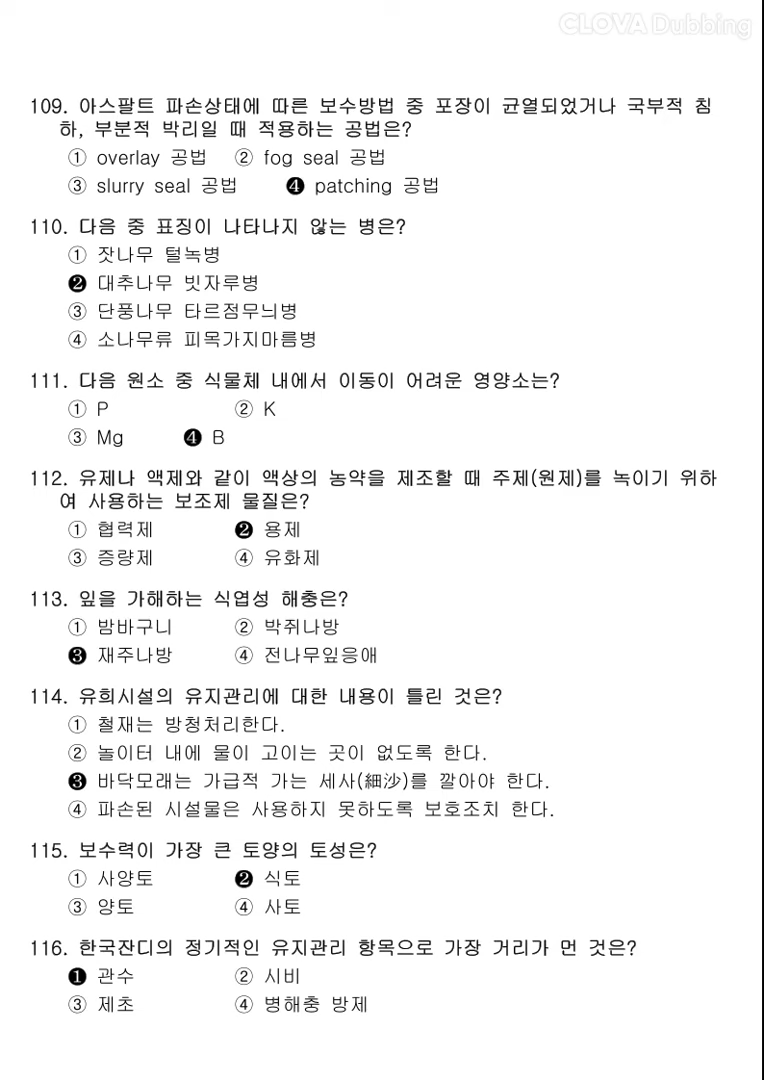 CLOVA Dubbing
109. 아스팔트 파손상태에 따른 보수방법 중 포장이 균열되었거나 국부적 침
하, 부분적 박리일 때 적용하는 공법은?
① overlay 공법 ② fog seal 공법
③ slurry seal 공법 ❹ patching 공법
110. 다음 중 표징이 나타나지 않는 병은?
① 잣나무 털녹병
❷ 대추나무 빗자루병
③ 단풍나무 타르점무늬병
④ 소나무류 피목가지마름병
111. 다음 원소 중 식물체 내에서 이동이 어려운 영양소는?
① P ② K
③ Mg ❹ B
112. 유제나 액제와 같이 액상의 농약을 제조할 때 주제(원제)를 녹이기 위하
여 사용하는 보조제 물질은?
① 협력제 ❷ 용제
③ 증량제 ④ 유화제
113. 잎을 가해하는 식엽성 해충은?
① 밤바구니 ② 박쥐나방
❸ 재주나방 ④ 전나무잎응애
114. 유희시설의 유지관리에 대한 내용이 틀린 것은?
① 철재는 방청처리한다.
② 놀이터 내에 물이 고이는 곳이 없도록 한다.
❸ 바닥모래는 가급적 가는 세사(細沙)를 깔아야 한다.
④ 파손된 시설물은 사용하지 못하도록 보호조치 한다.
115. 보수력이 가장 큰 토양의 토성은?
① 사양토 ❷ 식토
③ 양토 ④ 사토
116. 한국잔디의 정기적인 유지관리 항목으로 가장 거리가 먼 것은?
❶ 관수 ② 시비
③ 제초 ④ 병해충 방제